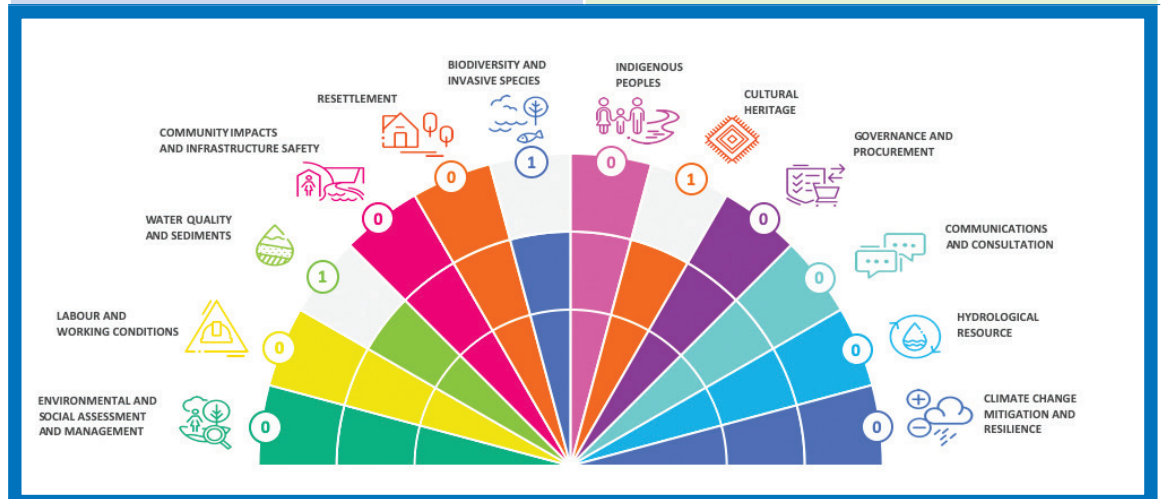 BIODIVERSITY AND
INVASIVE SPECIES
INDIGENOUS
PEOPLES
RESETTLEMENT
CULTURAL
HERITAGE
COMMUNITY IMPACTS
AND INFRASTRUCTURE SAFETY
GOVERNANCE AND
PROCUREMENT
WATER QUALITY
AND SEDIMENTS
COMMUNICATIONS
AND CONSULTATION
LABOUR AND
WORKING CONDITIONS
HYDROLOGICAL
RESOURCE
ENVIRONMENTAL AND
SOCIAL ASSESSMENT
AND MANAGEMENT
CLIMATE CHANGE
MITIGATION AND
RESILIENCE
0
0
1
0
0
1
0
1
0
0
0
0